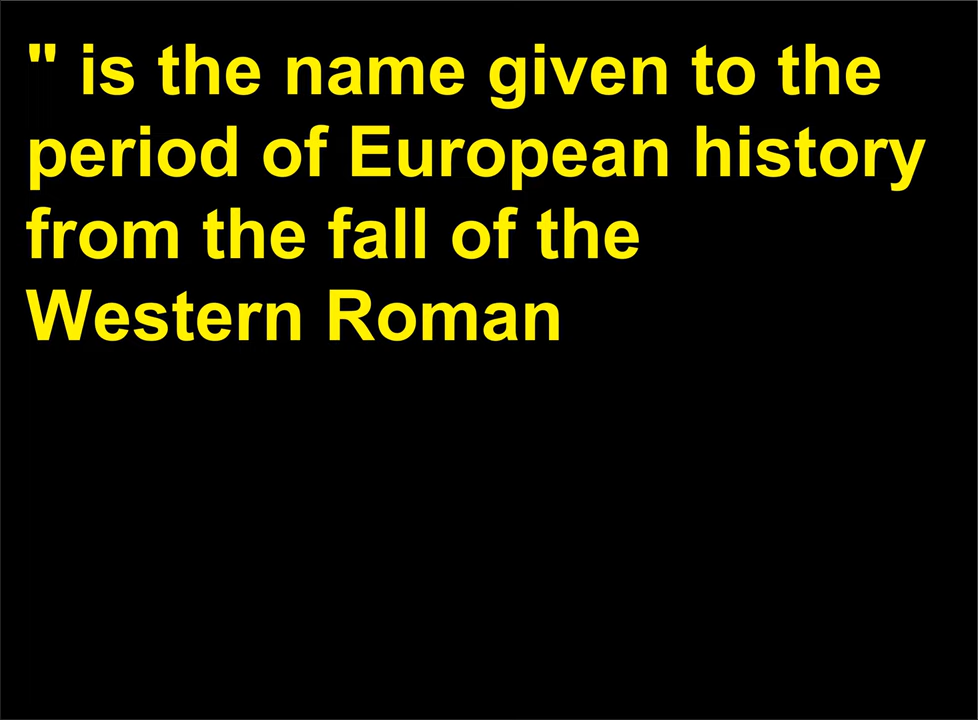 " is the name given to the
period of European history
from the fall of the
Western Roman